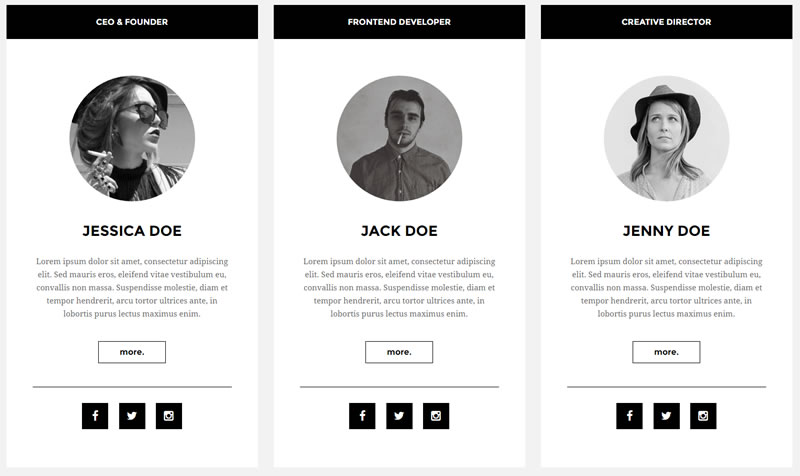 CEO & FOUNDER
JESSICA DOE
Lorem ipsum dolor sit amet, consectetur adipiscing
elit. Sed mauris eros, eleifend vitae vestibulum eu,
convallis non massa. Suspendisse molestie, diam et
tempor hendrerit, arcu tortor ultrices ante, in
lobortis purus lectus maximus enim.
more.
FRONTEND DEVELOPER
JACK DOE
Lorem ipsum dolor sit amet, consectetur adipiscing
elit. Sed mauris eros, eleifend vitae vestibulum eu,
convallis non massa. Suspendisse molestie, diam et
tempor hendrerit, arcu tortor ultrices ante, in
lobortis purus lectus maximus enim.
more.
CREATIVE DIRECTOR
JENNY DOE
Lorem ipsum dolor sit amet, consectetur adipiscing
elit. Sed mauris eros, eleifend vitae vestibulum eu,
convallis non massa. Suspendisse molestie, diam et
tempor hendrerit, arcu tortor ultrices ante, in
lobortis purus lectus maximus enim.
more.